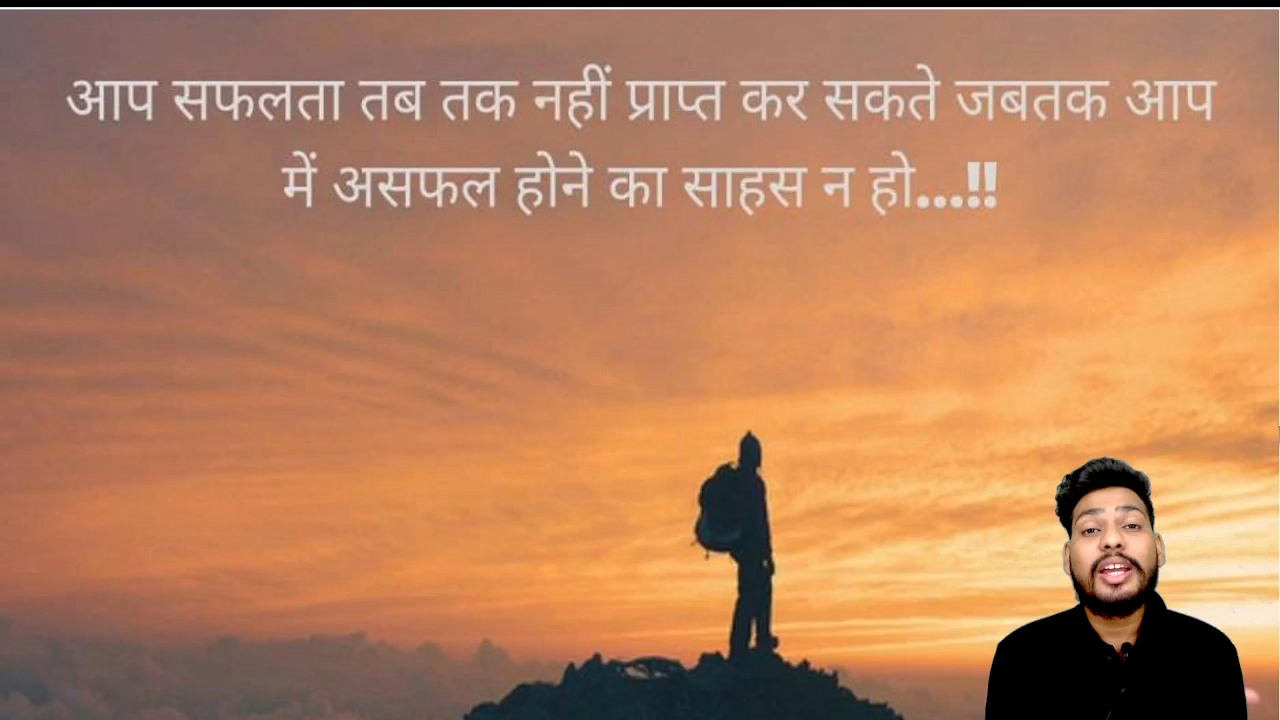 आप सफलता तब तक नहीं प्राप्त कर सकते जबतक आप
में असफल होने का साहस न हो...!!